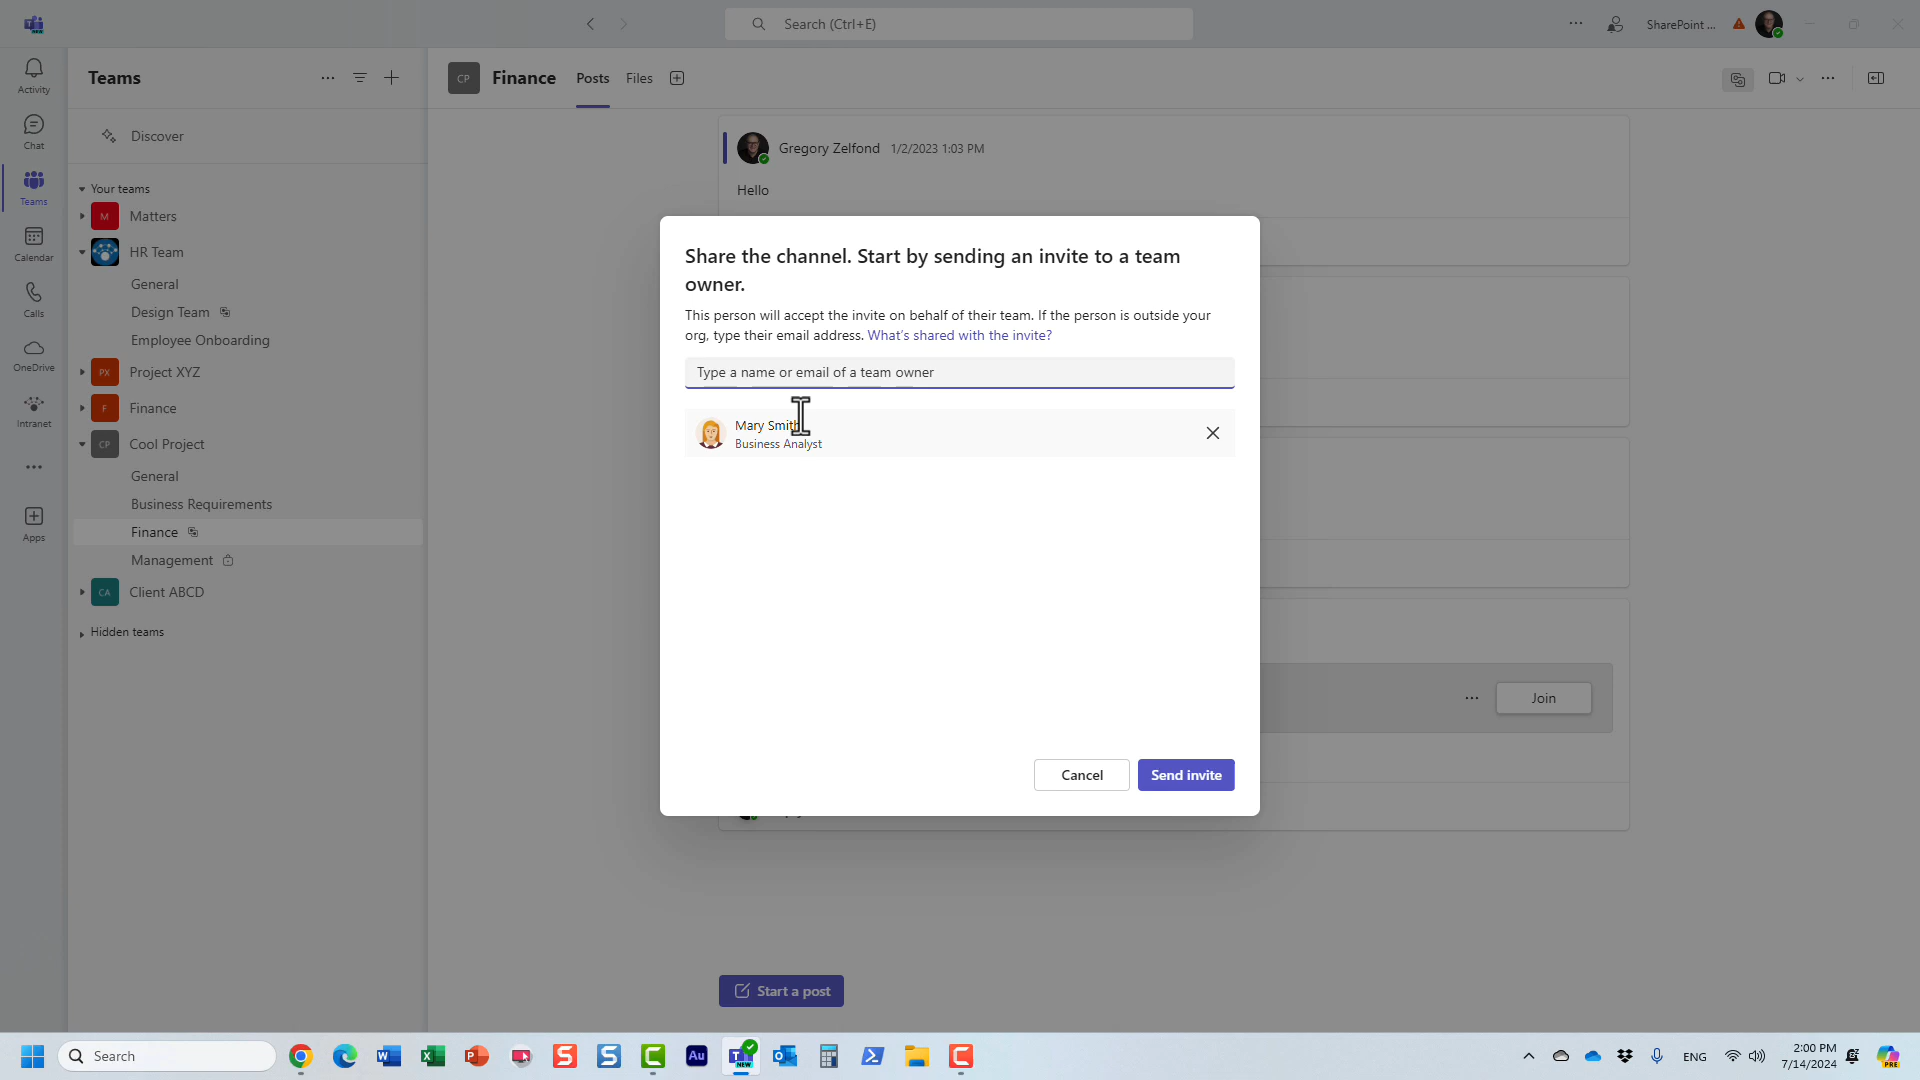 Search (Ctrl+E)
SharePoint ...
Activity
Chat
Teams
Calendar
Calls
OneDrive
Intranet
Apps
Teams
Discover
Your teams
M
Matters
HR Team
General
Design Team
Employee Onboarding
PX
Project XYZ
F
Finance
CP
Cool Project
General
Business Requirements
Finance
Management
CA
Client ABCD
Hidden teams
CP
Finance
Posts
Files
Gregory Zelfond
1/2/2023 1:03 PM
Hello
Share the channel. Start by sending an invite to a team
owner.
This person will accept the invite on behalf of their team. If the person is outside your
org, type their email address. What's shared with the invite?
Type a name or email of a team owner
Mary Smith
Business Analyst
Cancel
Send invite
Join
Start a post
Search
Au
NEW
ENG
2:00 PM
7/14/2024
PRE